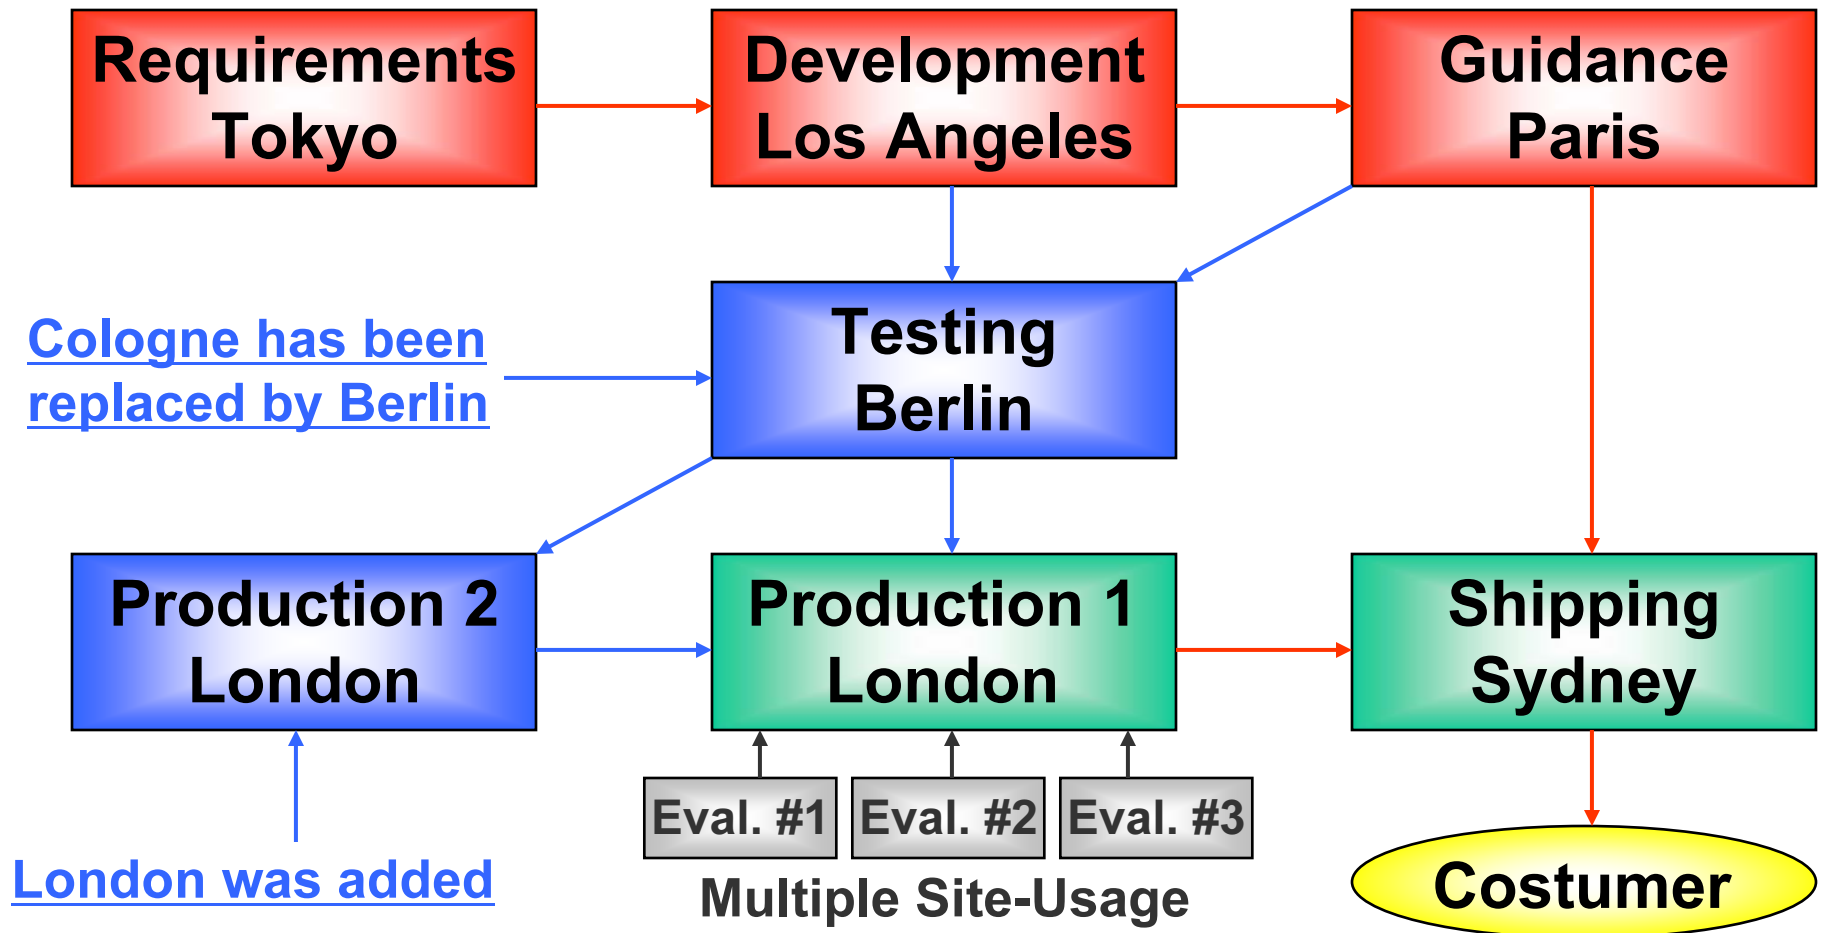 Requirements
Tokyo
Development
Los Angeles
Guidance
Paris
Cologne has been
replaced by Berlin
Testing
Berlin
Production 2
London
Production 1
London
Shipping
Sydney
Eval. #1
Eval. #2
Eval. #3
London was added
Multiple Site-Usage
Costumer